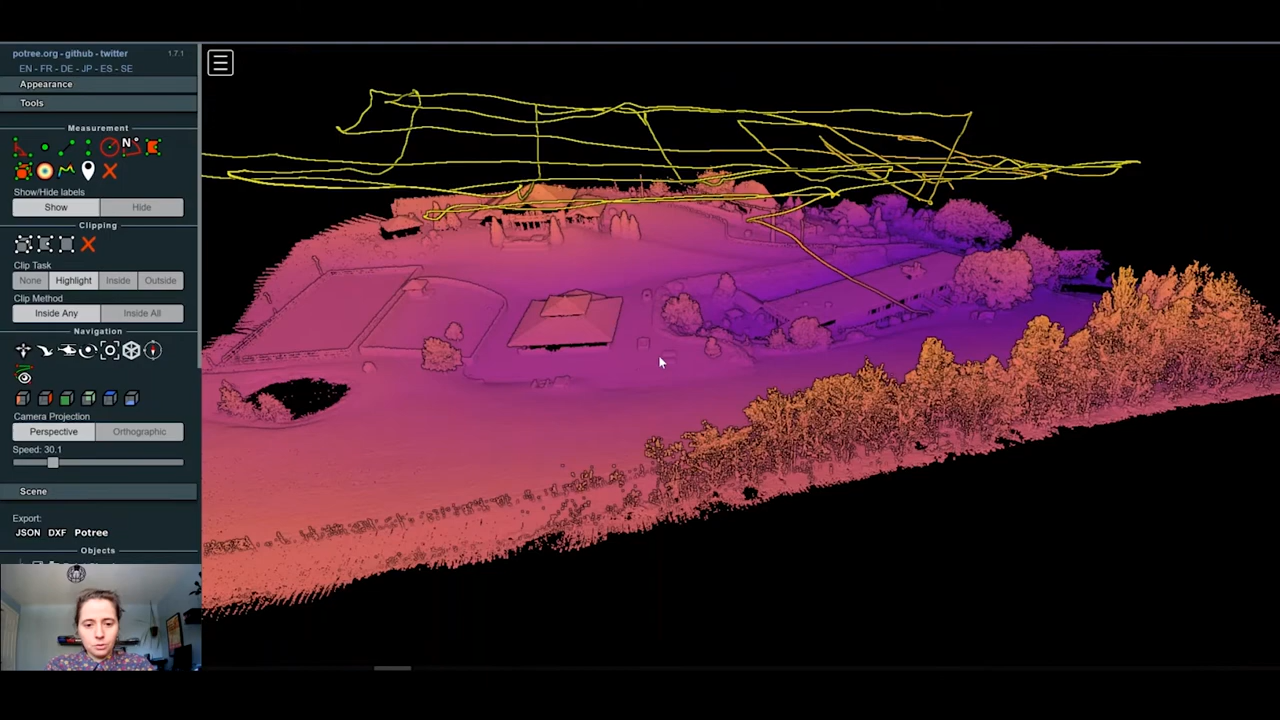 potree.org - github - twitter 1.7.1
EN - FR - DE - JP - ES - SE
Appearance
Tools
Measurement
N°
Show/Hide labels
Show Hide
Clipping
Clip Task
None Highlight Inside Outside
Clip Method
Inside Any Inside All
Navigation
Camera Projection
Perspective Orthographic
Speed: 30.1
Scene
Export:
JSON DXF Potree
Objects